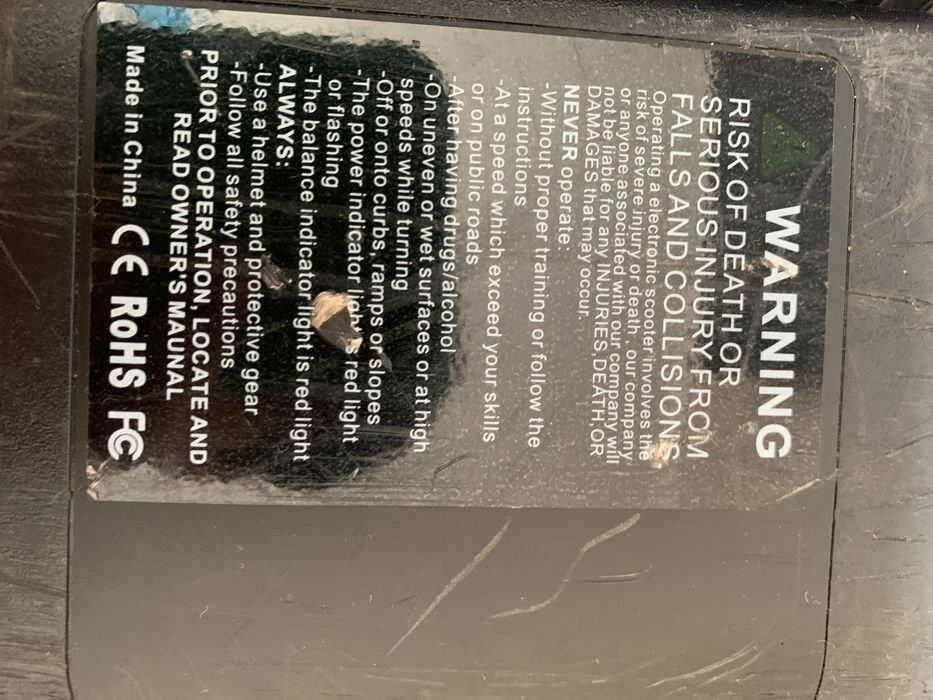 WARNING
RISK OF DEATH OR
SERIOUS INJURY FROM
FALLS AND COLLISIONS
Operating a electronic scooter involves the
risk of severe injury or death , our company
or anyone associated with our company will
not be liable for any INJURIES,DEATH,OR
DAMAGES that may occur.
NEVER operate:
-Without proper training or follow the
instructions
-At a speed which exceed your skills
or on public roads
-After having drugs/alcohol
-On uneven or wet surfaces or at high
speeds while turning
-Off or onto curbs, ramps or slopes
-The power indicator light is red light
or flashing
-The balance indicator light is red light
ALWAYS:
-Use a helmet and protective gear
-Follow all safety precautions
PRIOR TO OPERATION, LOCATE AND
READ OWNER'S MAUNAL
Made in China CE RoHS FC